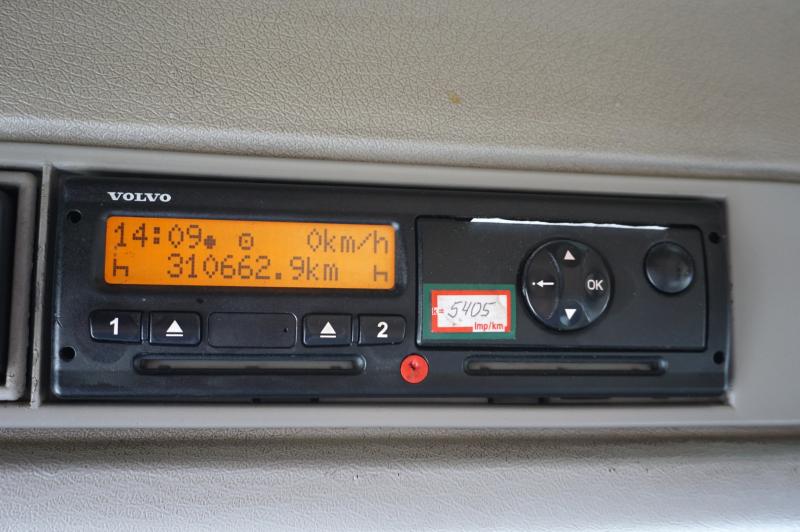 VOLVO
14:09 0km/h
310662.9km
1 2
k= 5405
imp/km
OK